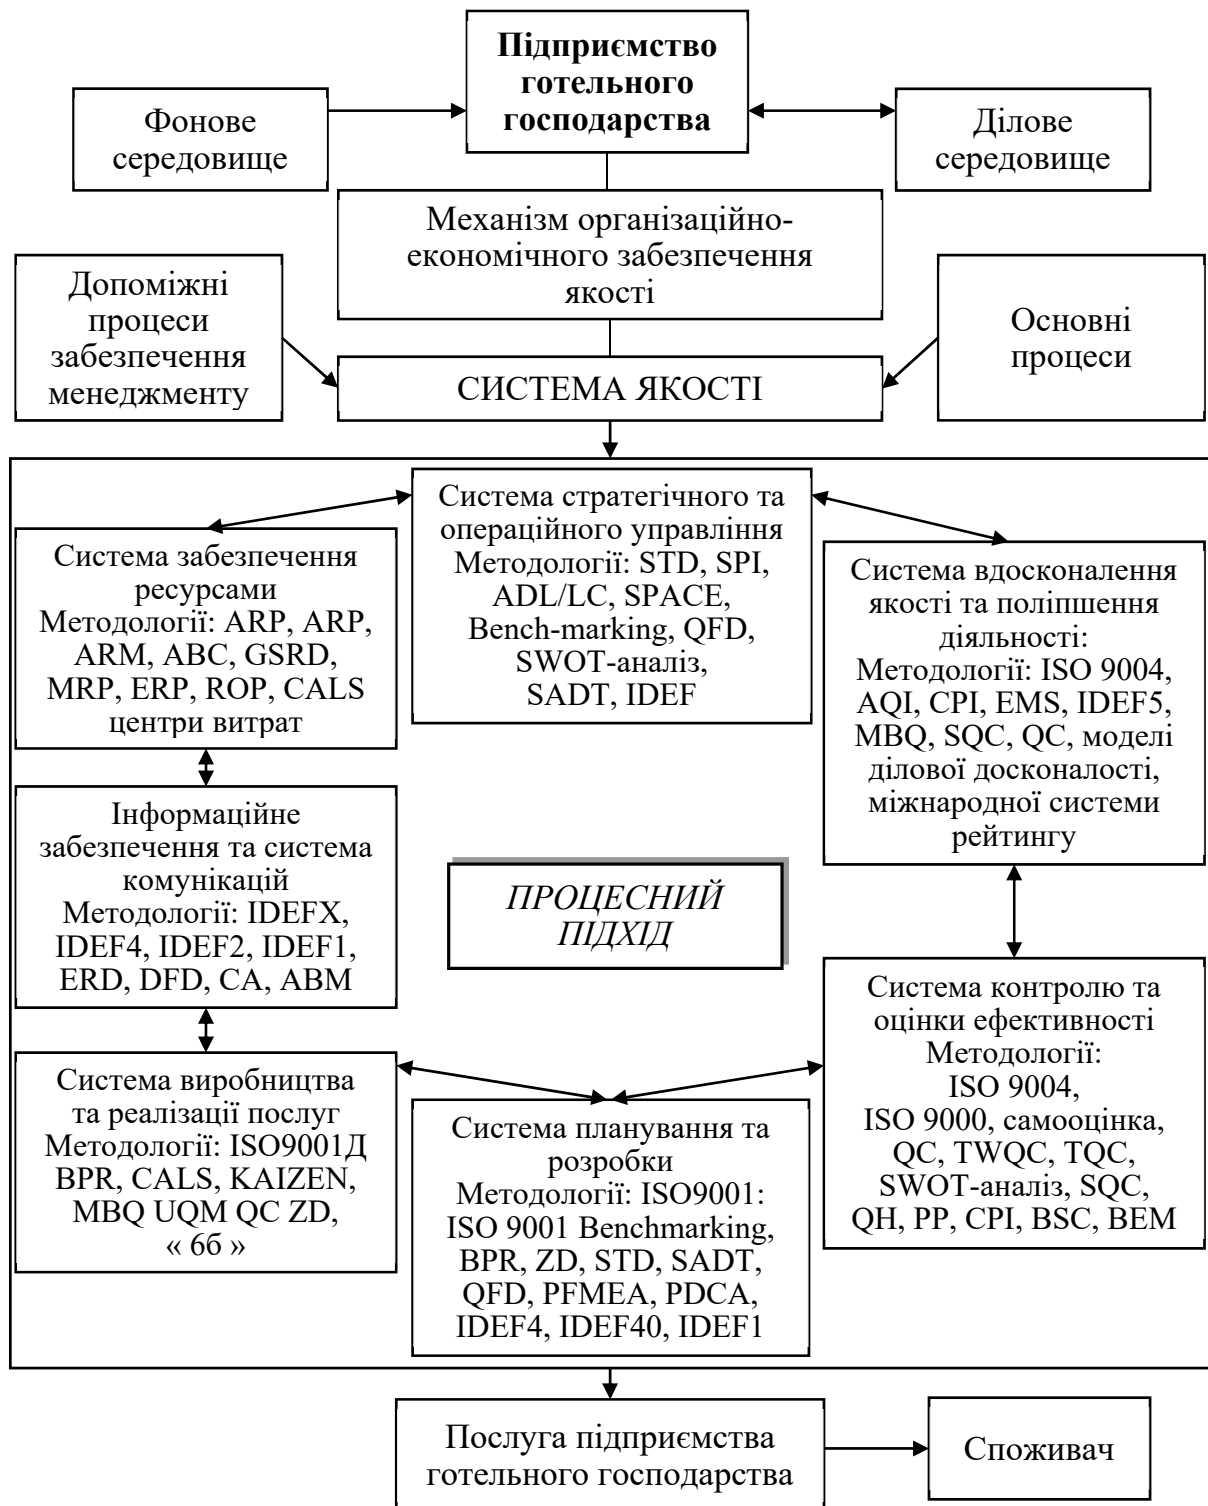 Підприємство
готельного
господарства
Фонове
середовище
Ділове
середовище
Механізм організаційно-
економічного забезпечення
якості
Допоміжні
процеси
забезпечення
менеджменту
Основні
процеси
СИСТЕМА ЯКОСТІ
Система стратегічного та
операційного управління
Методології: STD, SPI,
ADL/LC, SPACE,
Bench-marking, QFD,
SWOT-аналіз,
SADT, IDEF
Система забезпечення
ресурсами
Методології: ARP, ARP,
ARM, ABC, GSRD,
MRP, ERP, ROP, CALS
центри витрат
Система вдосконалення
якості та поліпшення
діяльності:
Методології: ISO 9004,
AQI, CPI, EMS, IDEF5,
MBQ, SQC, QC, моделі
ділової досконалості,
міжнародної системи
рейтингу
Інформаційне
забезпечення та система
комунікацій
Методології: IDEFX,
IDEF4, IDEF2, IDEF1,
ERD, DFD, CA, ABM
ПРОЦЕСНИЙ
ПІДХІД
Система контролю та
оцінки ефективності
Методології:
ISO 9004,
ISO 9000, самооцінка,
QC, TWQC, TQC,
SWOT-аналіз, SQC,
QH, PP, CPI, BSC, BEM
Система виробництва
та реалізації послуг
Методології: ISO9001Д
BPR, CALS, KAIZEN,
MBQ UQM QC ZD,
« 6б »
Система планування та
розробки
Методології: ISO9001:
ISO 9001 Benchmarking,
BPR, ZD, STD, SADT,
QFD, PFMEA, PDCA,
IDEF4, IDEF40, IDEF1
Послуга підприємства
готельного господарства
Споживач